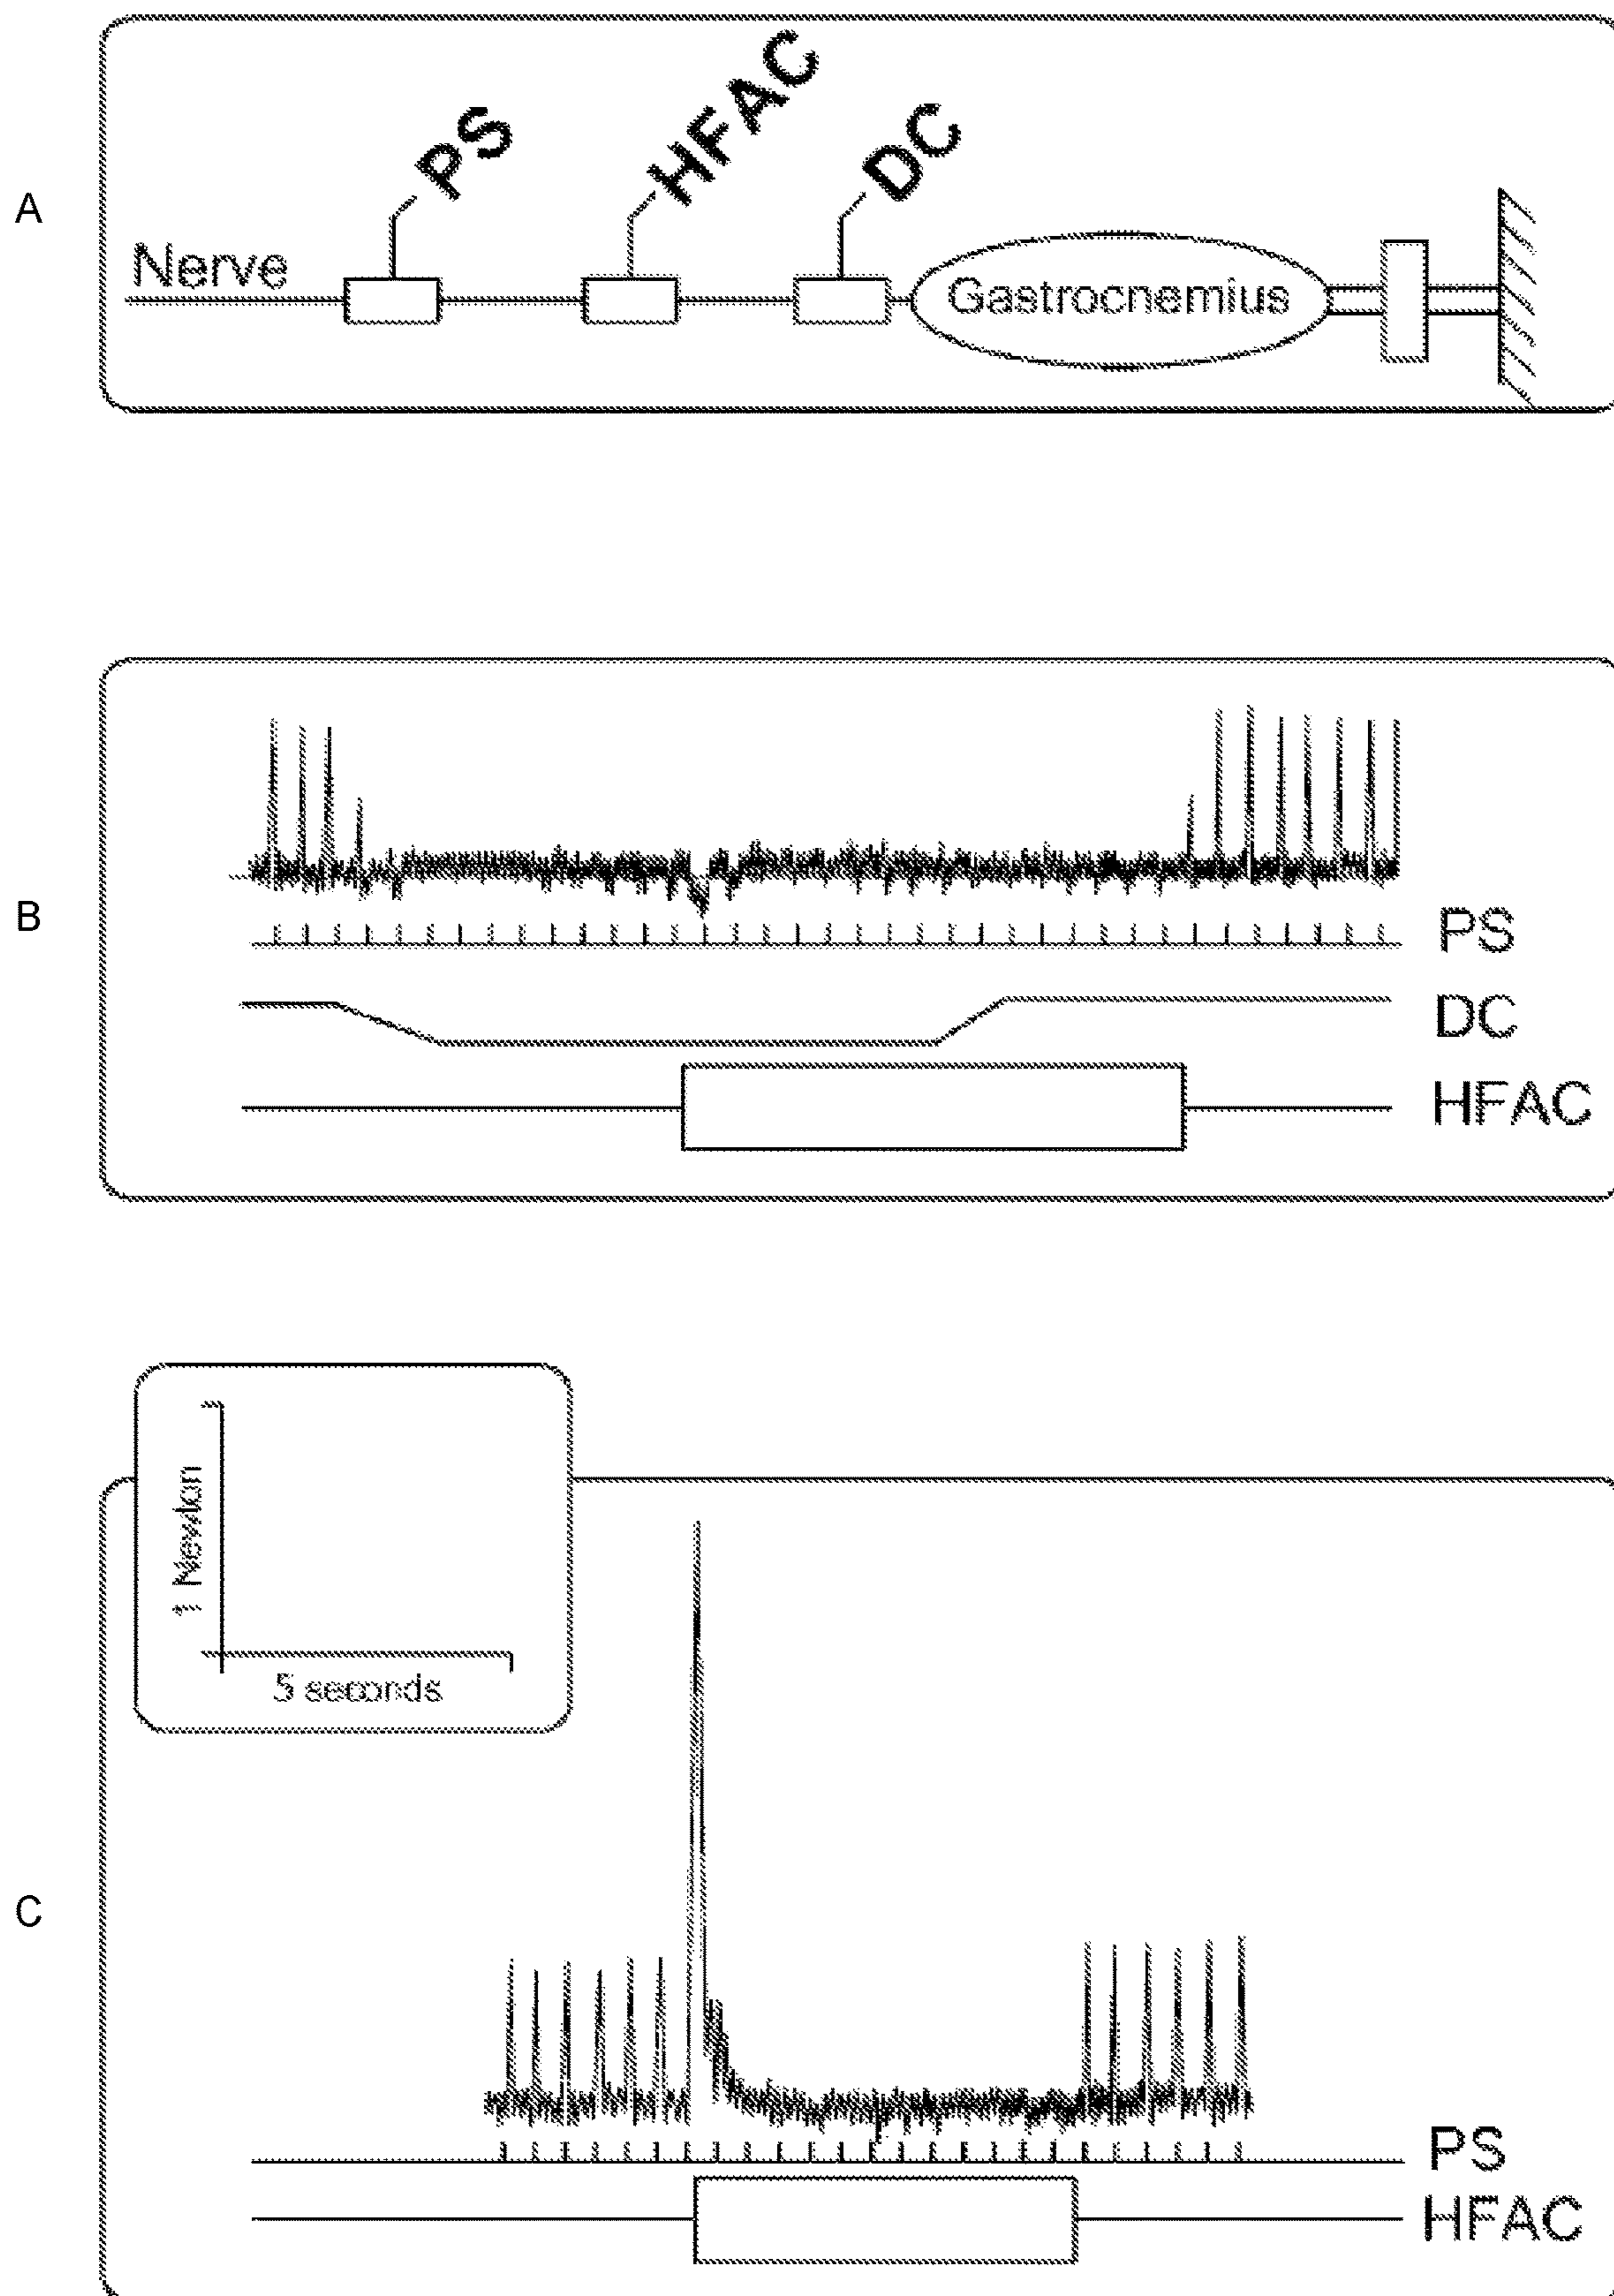 A
PS
HFAC
DC
Nerve
Gastrocnemius
B
PS
DC
HFAC
1 Newton
5 seconds
C
PS
HFAC